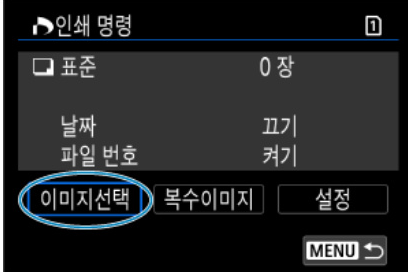 인쇄 명령 1
표준 0 장
날짜 끄기
파일 번호 켜기
이미지선택 복수이미지 설정
MENU